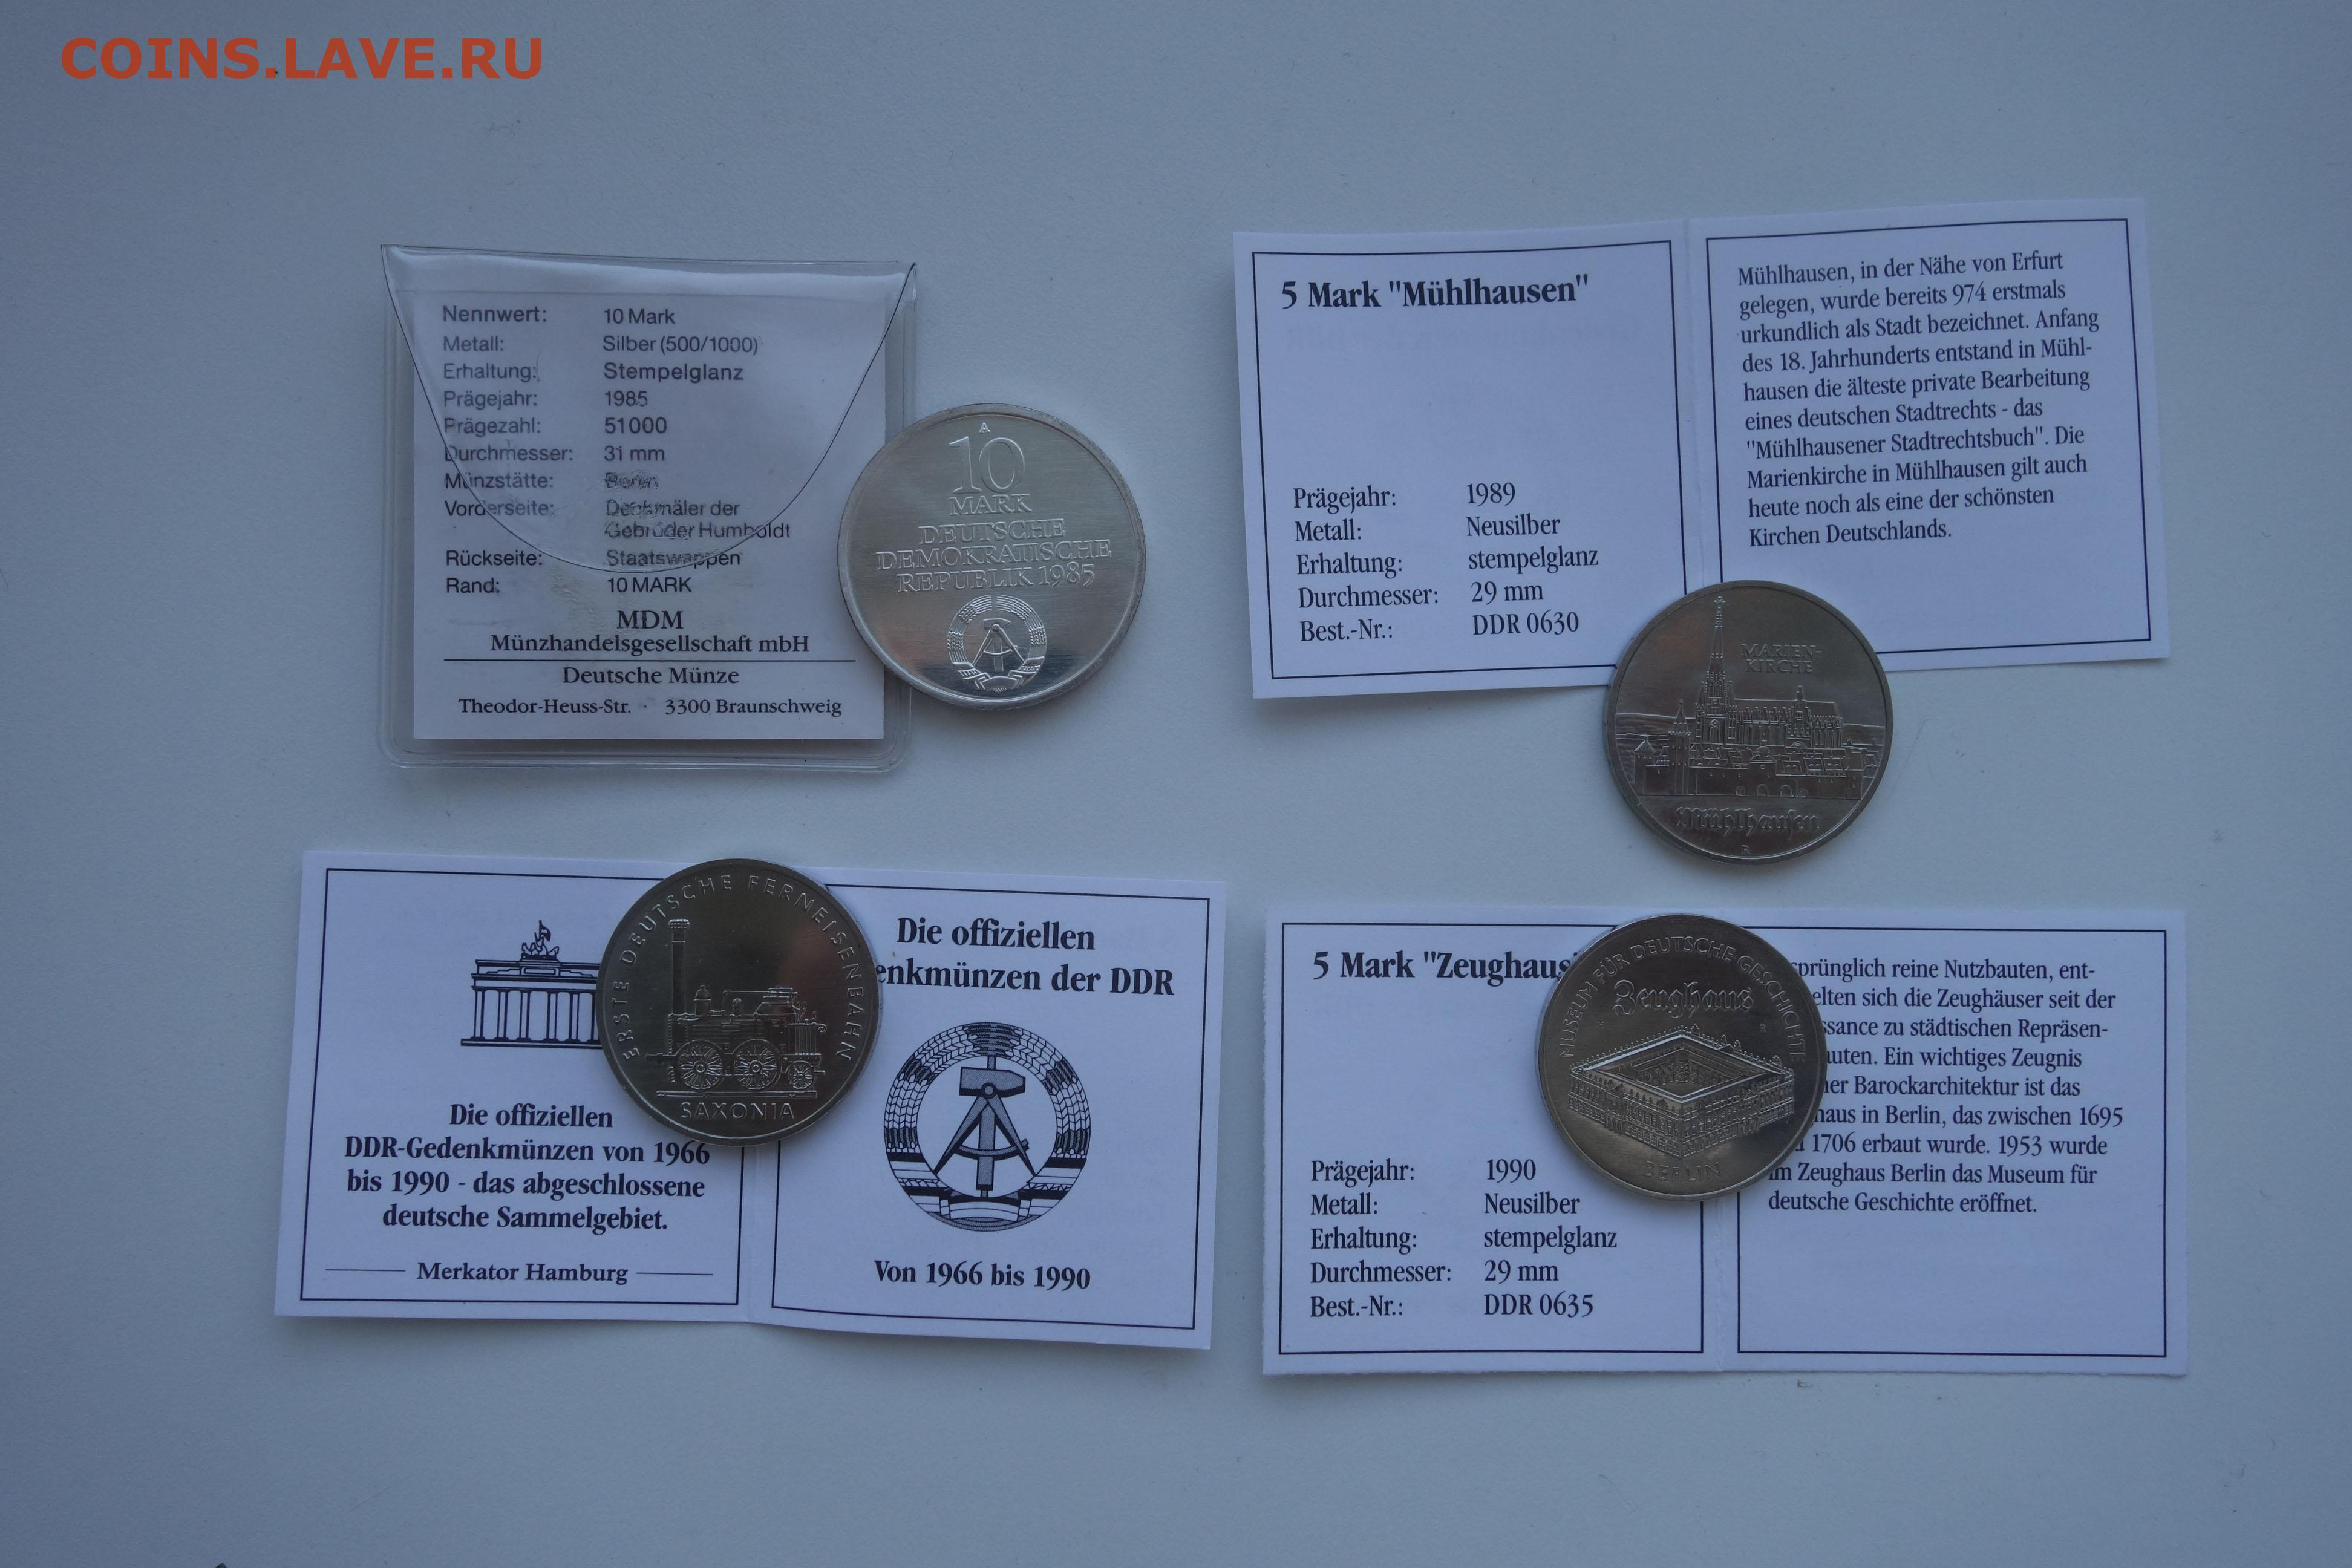 COINS.LAVE.RU
Nennwert: 10 Mark
Metall: Silber (500/1000)
Erhaltung: Stempelglanz
Prägejahr: 1985
Prägezahl: 51000
Durchmesser: 31 mm
Münzstätte: Berlin
Vorderseite: Denkmäler der
Gebrüder Humboldt
Rückseite: Staatswappen
Rand: 10 MARK
MDM
Münzhandelsgesellschaft mbH
Deutsche Münze
Theodor-Heuss-Str. · 3300 Braunschweig
A
10
MARK
DEUTSCHE
DEMOKRATISCHE
REPUBLIK 1985
5 Mark "Mühlhausen"
Prägejahr: 1989
Metall: Neusilber
Erhaltung: stempelglanz
Durchmesser: 29 mm
Best.-Nr.: DDR 0630
Mühlhausen, in der Nähe von Erfurt
gelegen, wurde bereits 974 erstmals
urkundlich als Stadt bezeichnet. Anfang
des 18. Jahrhunderts entstand in Mühl-
hausen die älteste private Bearbeitung
eines deutschen Stadtrechts - das
"Mühlhausener Stadtrechtsbuch". Die
Marienkirche in Mühlhausen gilt auch
heute noch als eine der schönsten
Kirchen Deutschlands.
MARIEN-
KIRCHE
Mühlhausen
R
Die offiziellen
DDR-Gedenkmünzen von 1966
bis 1990 - das abgeschlossene
deutsche Sammelgebiet.
Merkator Hamburg
ERSTE DEUTSCHE FERNEISENBAHN
SAXONIA
Die offiziellen
enkmünzen der DDR
Von 1966 bis 1990
5 Mark "Zeughaus
Prägejahr: 1990
Metall: Neusilber
Erhaltung: stempelglanz
Durchmesser: 29 mm
Best.-Nr.: DDR 0635
MUSEUM FÜR DEUTSCHE GESCHICHTE
Zeughaus
R
BERLIN
sprünglich reine Nutzbauten, ent-
elten sich die Zeughäuser seit der
ssance zu städtischen Repräsen-
uten. Ein wichtiges Zeugnis
er Barockarchitektur ist das
haus in Berlin, das zwischen 1695
1706 erbaut wurde. 1953 wurde
im Zeughaus Berlin das Museum für
deutsche Geschichte eröffnet.